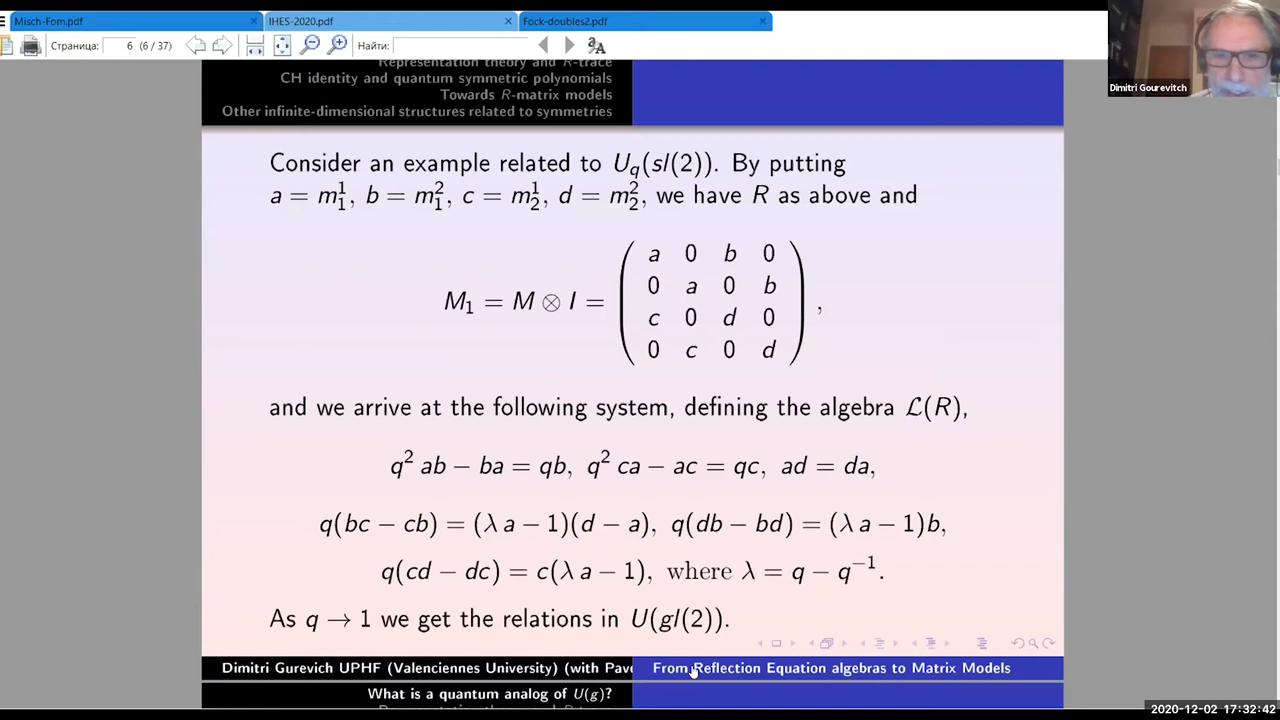 Misch-Fom.pdf × IHES-2020.pdf × Fock-doubles2.pdf ×
Страница: 6 (6 / 37) Найти:
Dimitri Gourevitch
Representation theory and R-trace
CH identity and quantum symmetric polynomials
Towards R-matrix models
Other infinite-dimensional structures related to symmetries
Consider an example related to U_q(sl(2)). By putting
a = m_1^1, b = m_1^2, c = m_2^1, d = m_2^2, we have R as above and
M_1 = M ⊗ I = ( a 0 b 0
0 a 0 b
c 0 d 0
0 c 0 d ) ,
and we arrive at the following system, defining the algebra ℒ(R),
q^2 ab − ba = qb, q^2 ca − ac = qc, ad = da,
q(bc − cb) = (λ a − 1)(d − a), q(db − bd) = (λ a − 1)b,
q(cd − dc) = c(λ a − 1), where λ = q − q^{−1}.
As q → 1 we get the relations in U(gl(2)).
Dimitri Gurevich UPHF (Valenciennes University) (with Pave From Reflection Equation algebras to Matrix Models
What is a quantum analog of U(g)?
2020-12-02 17:32:42